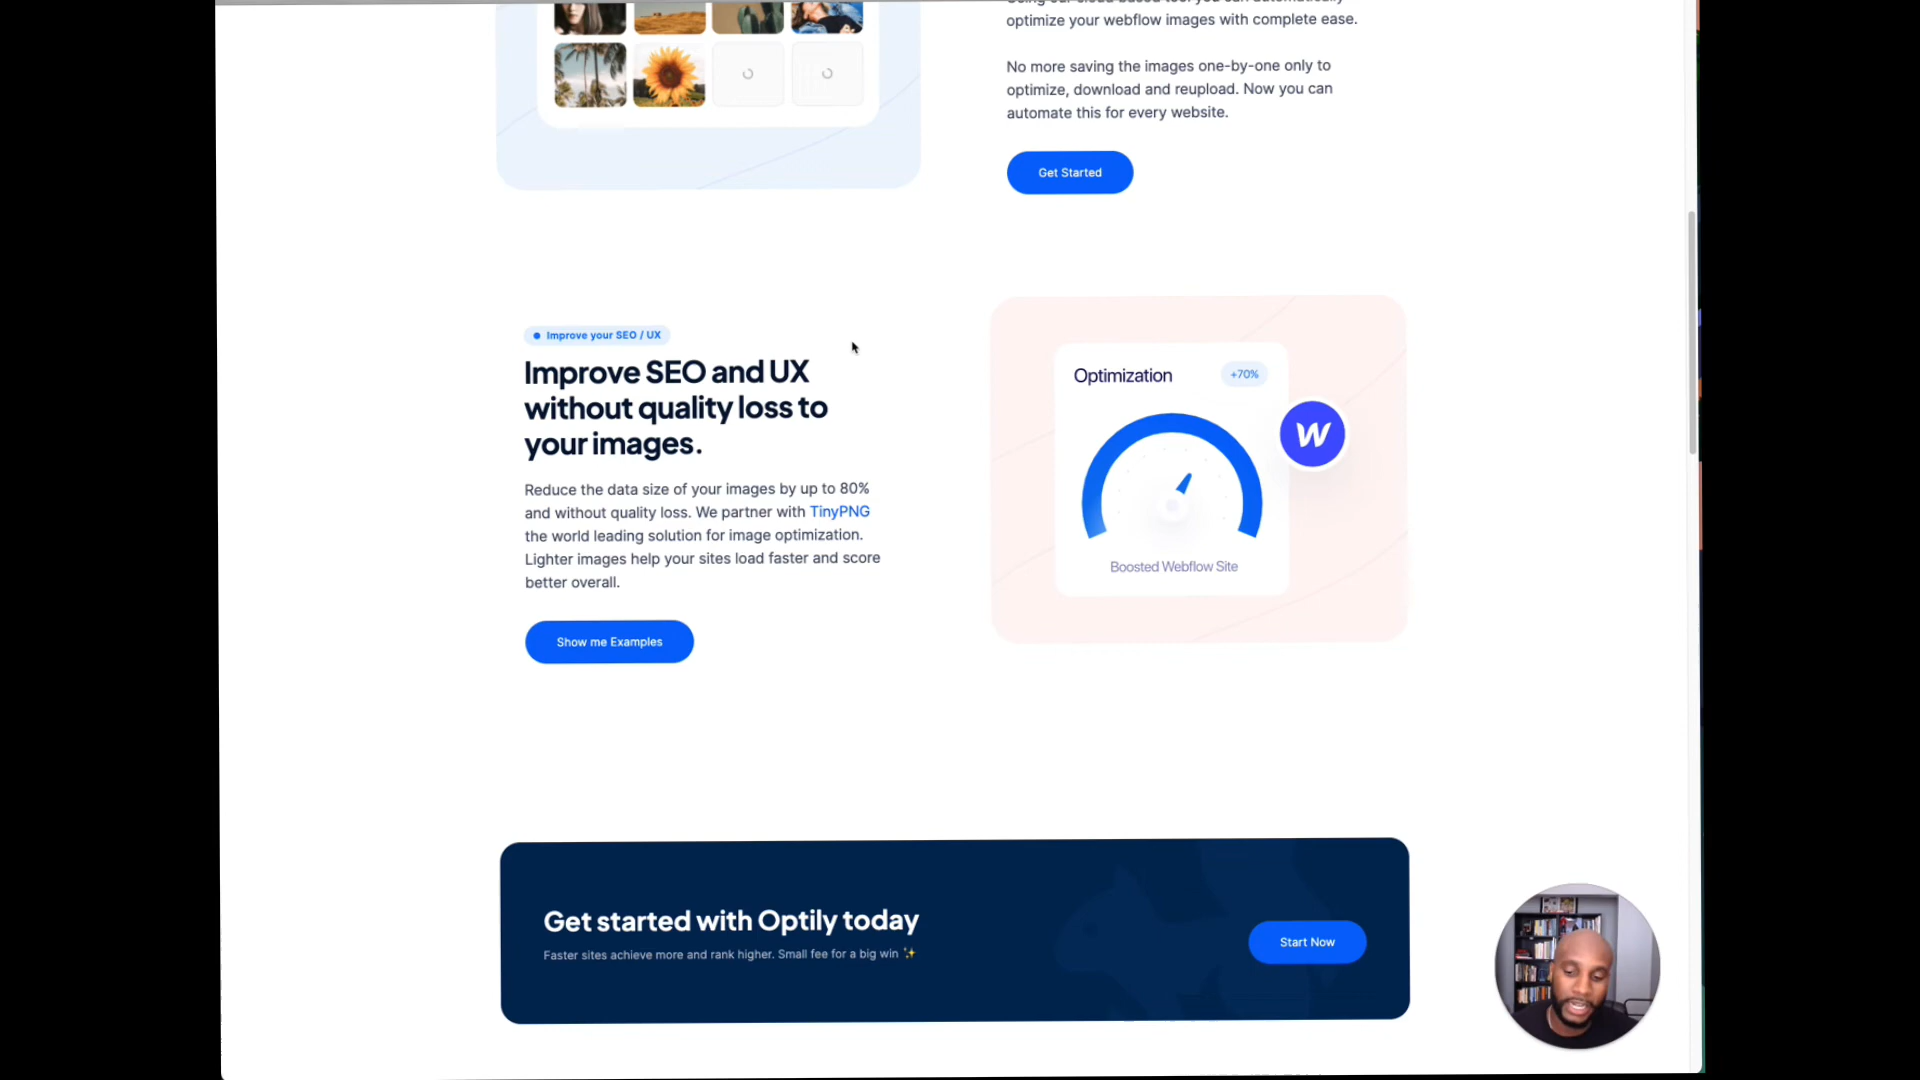 optimize your webflow images with complete ease.
No more saving the images one-by-one only to
optimize, download and reupload. Now you can
automate this for every website.
Get Started
Improve your SEO / UX
Improve SEO and UX
without quality loss to
your images.
Reduce the data size of your images by up to 80%
and without quality loss. We partner with TinyPNG
the world leading solution for image optimization.
Lighter images help your sites load faster and score
better overall.
Show me Examples
Optimization
+70%
W
Boosted Webflow Site
Get started with Optily today
Faster sites achieve more and rank higher. Small fee for a big win ✨
Start Now